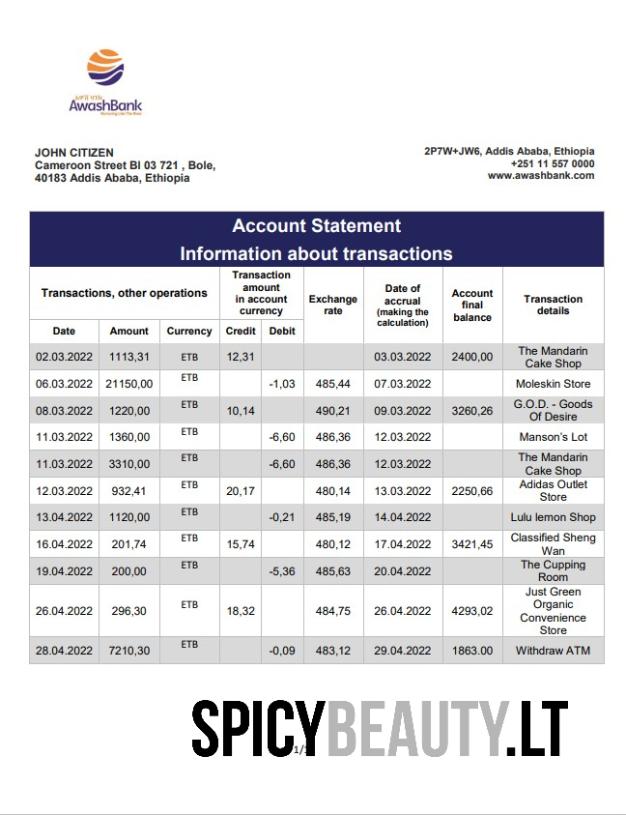 AwashBank
Nurturing Like The River
JOHN CITIZEN
Cameroon Street Bl 03 721 , Bole,
40183 Addis Ababa, Ethiopia
2P7W+JW6, Addis Ababa, Ethiopia
+251 11 557 0000
www.awashbank.com
Account Statement
Information about transactions
Transactions, other operations
Transaction
amount
in account
currency
Exchange
rate
Date of
accrual
(making the
calculation)
Account
final
balance
Transaction
details
Date Amount Currency Credit Debit
02.03.2022 1113,31 ETB 12,31 03.03.2022 2400,00 The Mandarin
Cake Shop
06.03.2022 21150,00 ETB -1,03 485,44 07.03.2022 Moleskin Store
08.03.2022 1220,00 ETB 10,14 490,21 09.03.2022 3260,26 G.O.D. - Goods
Of Desire
11.03.2022 1360,00 ETB -6,60 486,36 12.03.2022 Manson's Lot
11.03.2022 3310,00 ETB -6,60 486,36 12.03.2022 The Mandarin
Cake Shop
12.03.2022 932,41 ETB 20,17 480,14 13.03.2022 2250,66 Adidas Outlet
Store
13.04.2022 1120,00 ETB -0,21 485,19 14.04.2022 Lulu lemon Shop
16.04.2022 201,74 ETB 15,74 480,12 17.04.2022 3421,45 Classified Sheng
Wan
19.04.2022 200,00 ETB -5,36 485,63 20.04.2022 The Cupping
Room
26.04.2022 296,30 ETB 18,32 484,75 26.04.2022 4293,02 Just Green
Organic
Convenience
Store
28.04.2022 7210,30 ETB -0,09 483,12 29.04.2022 1863.00 Withdraw ATM
SPICYBEAUTY.LT